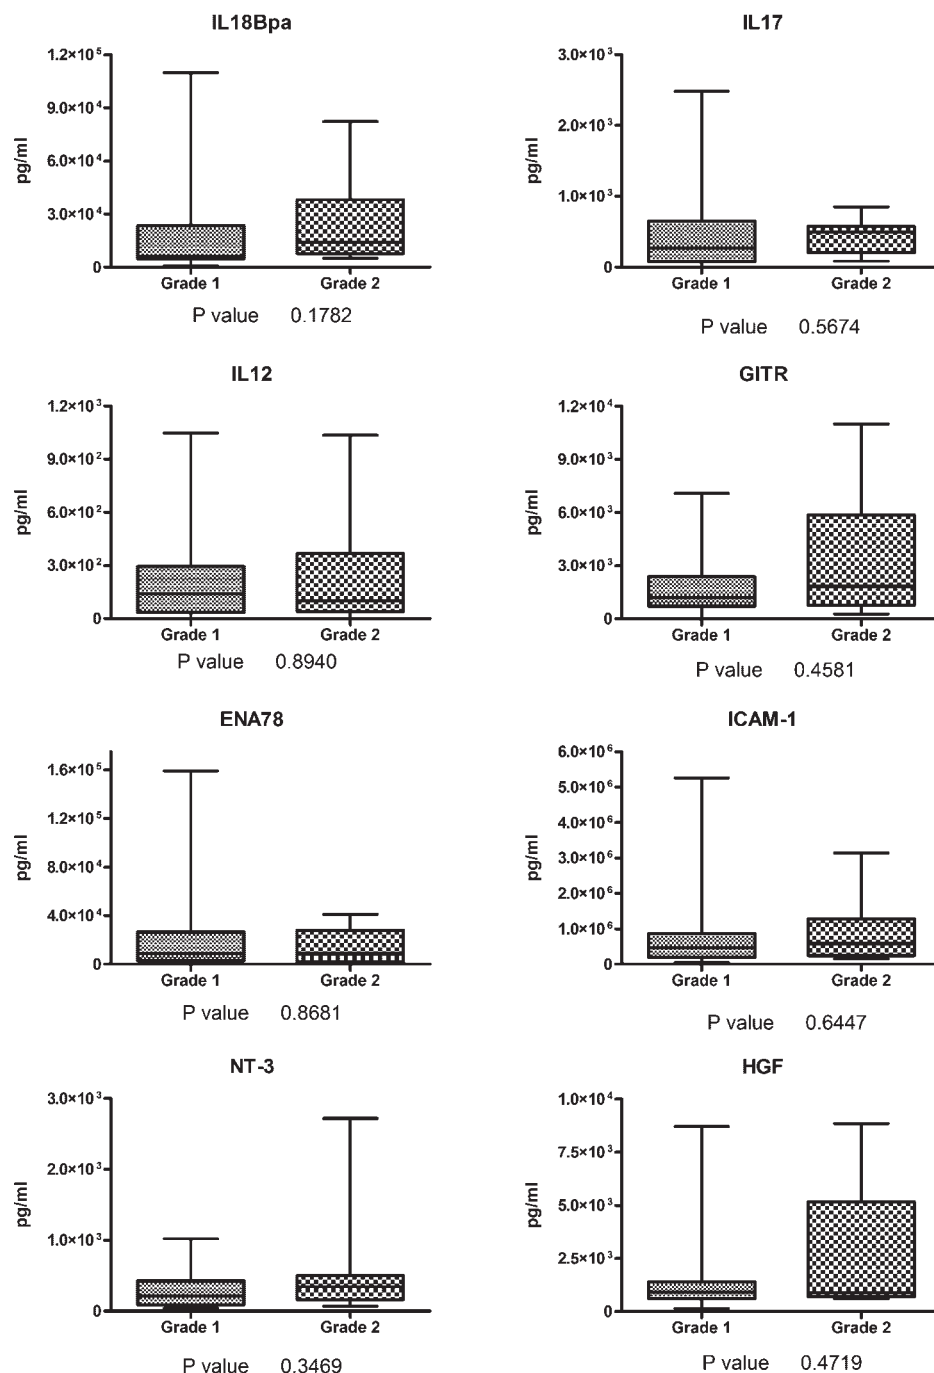 IL18Bpa
1.2×10⁵
9.0×10⁴
6.0×10⁴
3.0×10⁴
0
pg/ml
Grade 1 Grade 2
P value 0.1782
IL17
3.0×10³
2.0×10³
1.0×10³
0
pg/ml
Grade 1 Grade 2
P value 0.5674
IL12
1.2×10³
9.0×10²
6.0×10²
3.0×10²
0
pg/ml
Grade 1 Grade 2
P value 0.8940
GITR
1.2×10⁴
9.0×10³
6.0×10³
3.0×10³
0
pg/ml
Grade 1 Grade 2
P value 0.4581
ENA78
1.6×10⁵
1.2×10⁵
8.0×10⁴
4.0×10⁴
0
pg/ml
Grade 1 Grade 2
P value 0.8681
ICAM-1
6.0×10⁶
5.0×10⁶
4.0×10⁶
3.0×10⁶
2.0×10⁶
1.0×10⁶
0
pg/ml
Grade 1 Grade 2
P value 0.6447
NT-3
3.0×10³
2.0×10³
1.0×10³
0
pg/ml
Grade 1 Grade 2
P value 0.3469
HGF
1.0×10⁴
7.5×10³
5.0×10³
2.5×10³
0
pg/ml
Grade 1 Grade 2
P value 0.4719